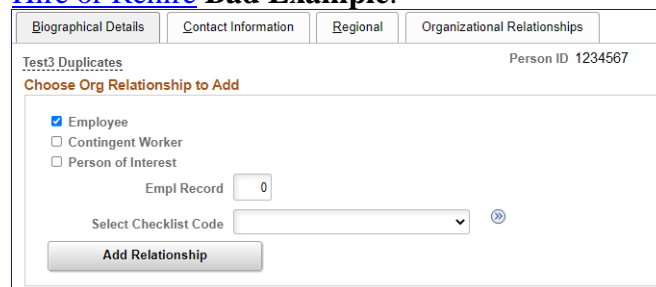 Hire or Rehire Bad Example:
Biographical Details Contact Information Regional Organizational Relationships
Test3 Duplicates Person ID 1234567
Choose Org Relationship to Add
Employee
Contingent Worker
Person of Interest
Empl Record 0
Select Checklist Code
Add Relationship